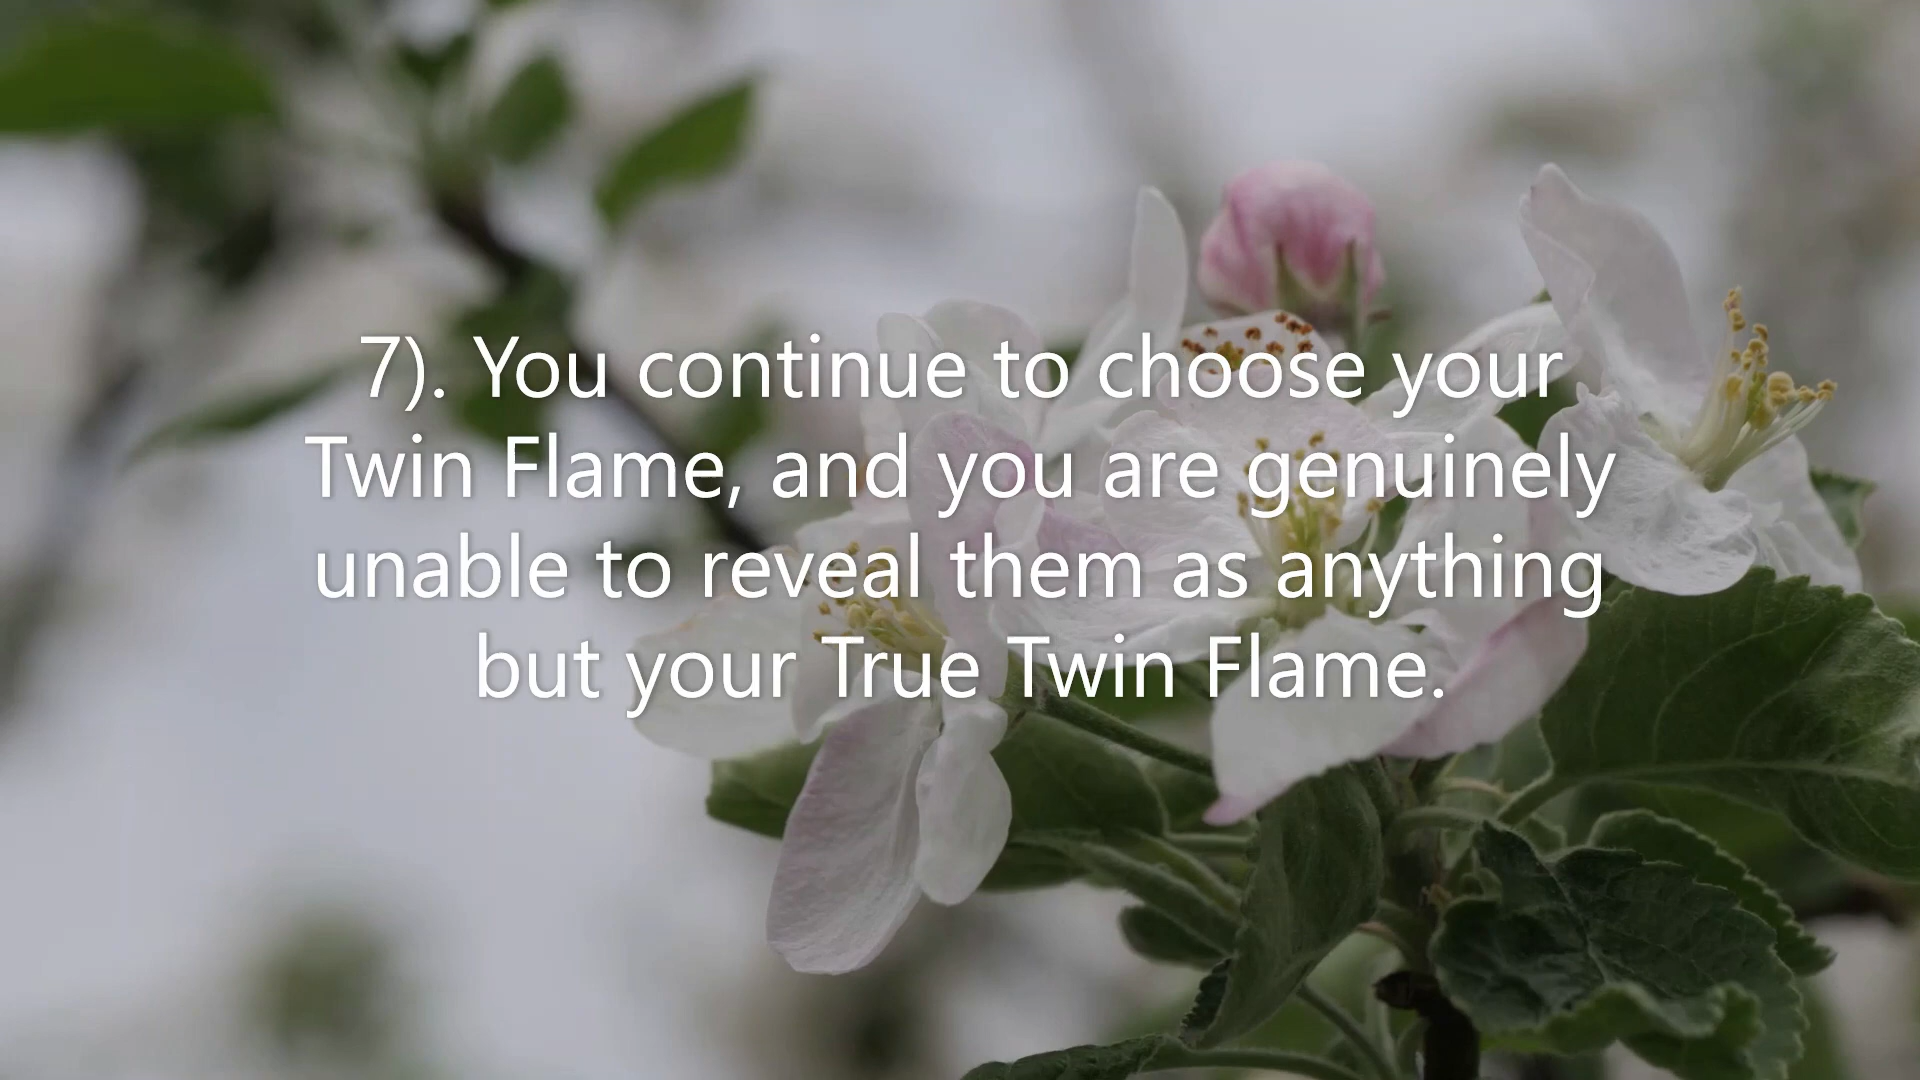 7). You continue to choose your
Twin Flame, and you are genuinely
unable to reveal them as anything
but your True Twin Flame.